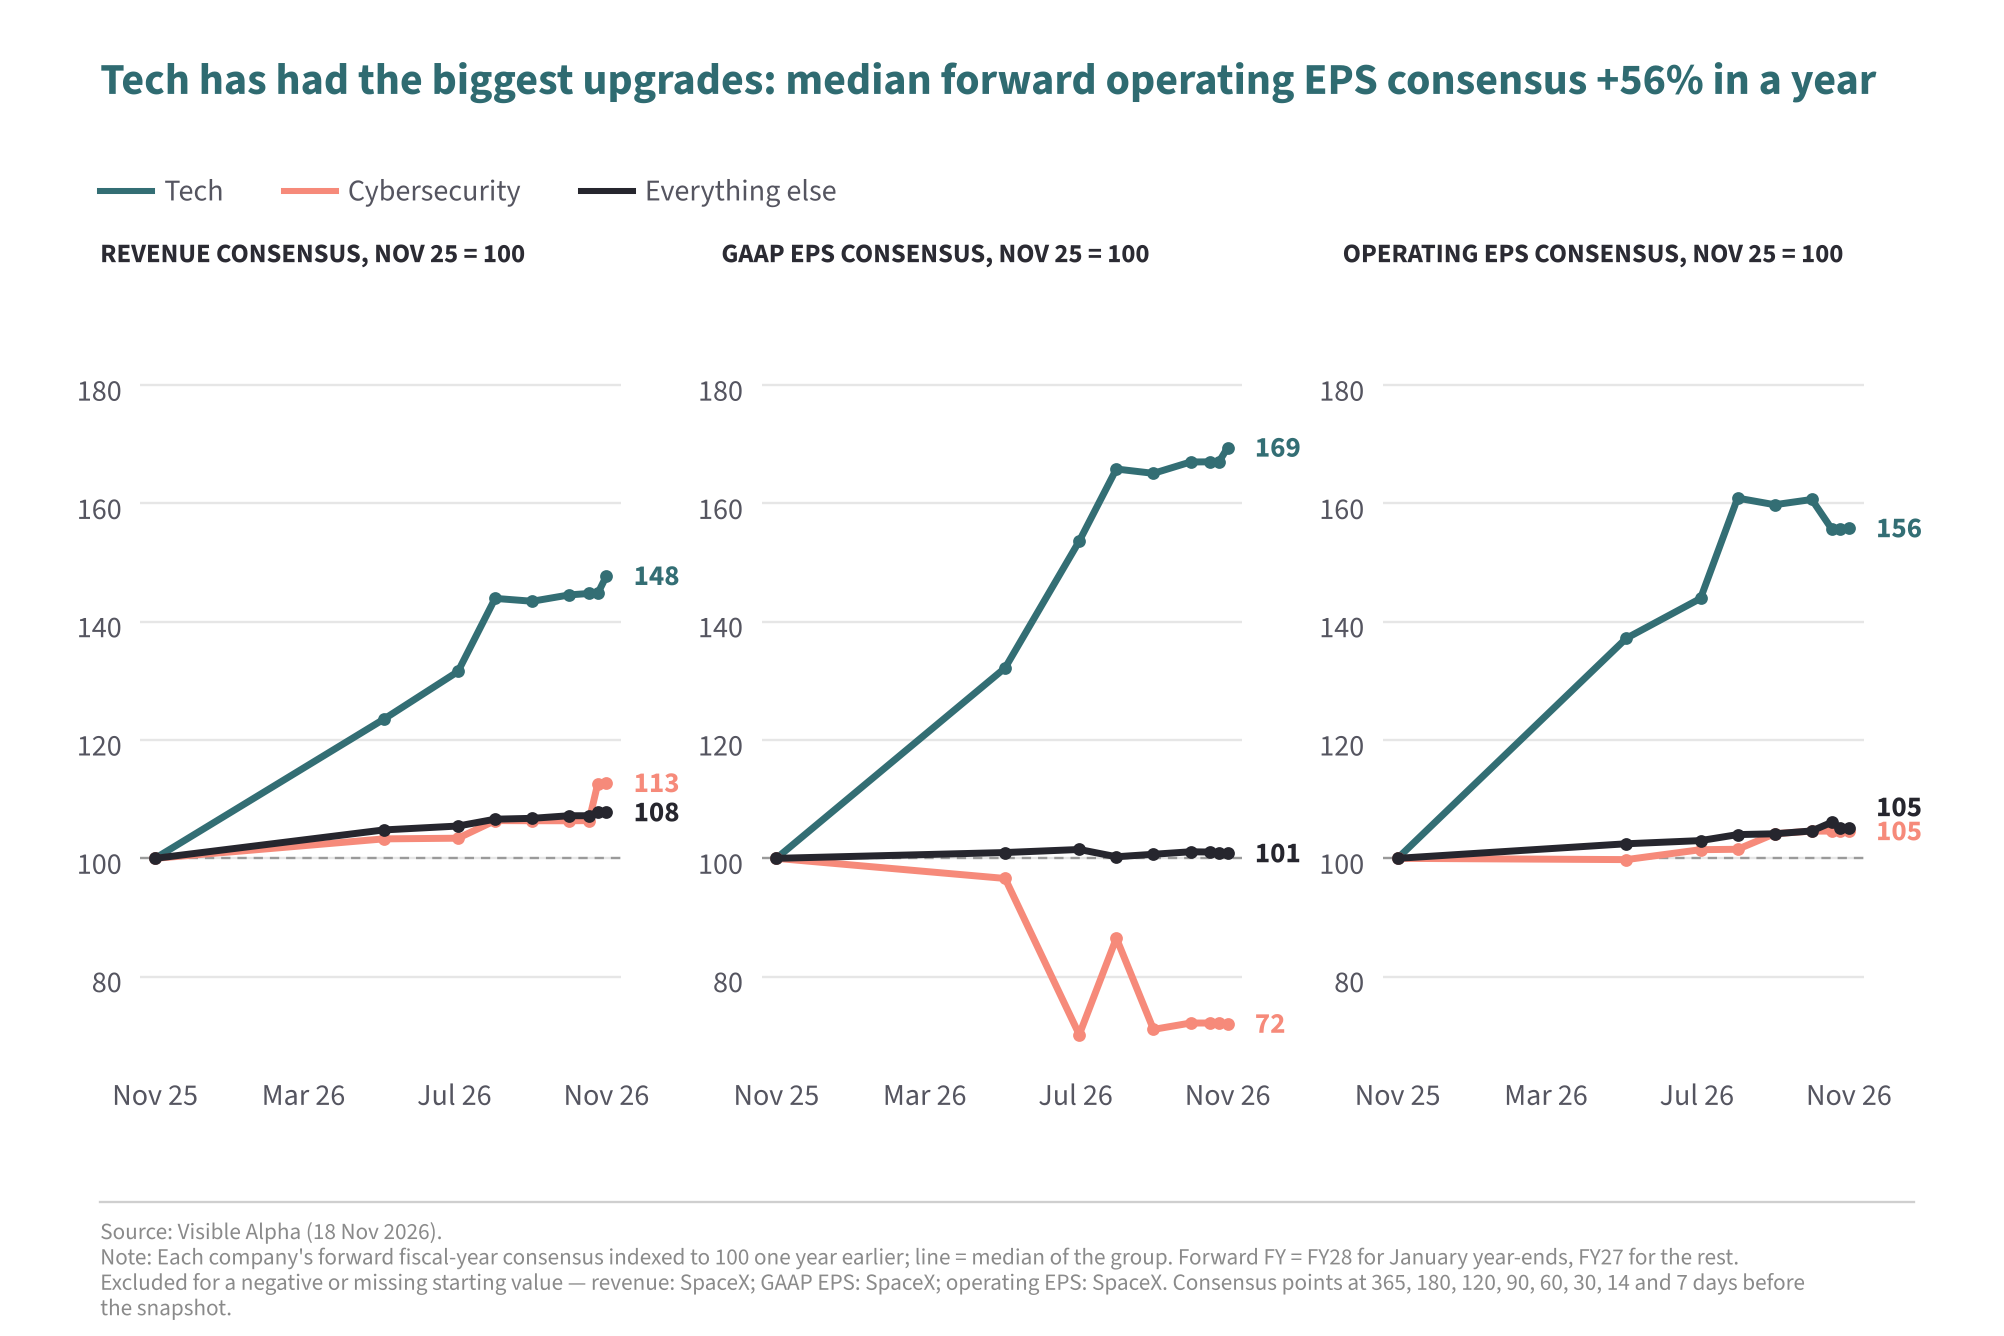 Tech has had the biggest upgrades: median forward operating EPS consensus +56% in a year
Tech Cybersecurity Everything else
REVENUE CONSENSUS, NOV 25 = 100
180
160
140
120
100
80
148
113
108
Nov 25 Mar 26 Jul 26 Nov 26
GAAP EPS CONSENSUS, NOV 25 = 100
180
160
140
120
100
80
169
101
72
Nov 25 Mar 26 Jul 26 Nov 26
OPERATING EPS CONSENSUS, NOV 25 = 100
180
160
140
120
100
80
156
105
105
Nov 25 Mar 26 Jul 26 Nov 26
Source: Visible Alpha (18 Nov 2026).
Note: Each company's forward fiscal-year consensus indexed to 100 one year earlier; line = median of the group. Forward FY = FY28 for January year-ends, FY27 for the rest.
Excluded for a negative or missing starting value — revenue: SpaceX; GAAP EPS: SpaceX; operating EPS: SpaceX. Consensus points at 365, 180, 120, 90, 60, 30, 14 and 7 days before
the snapshot.